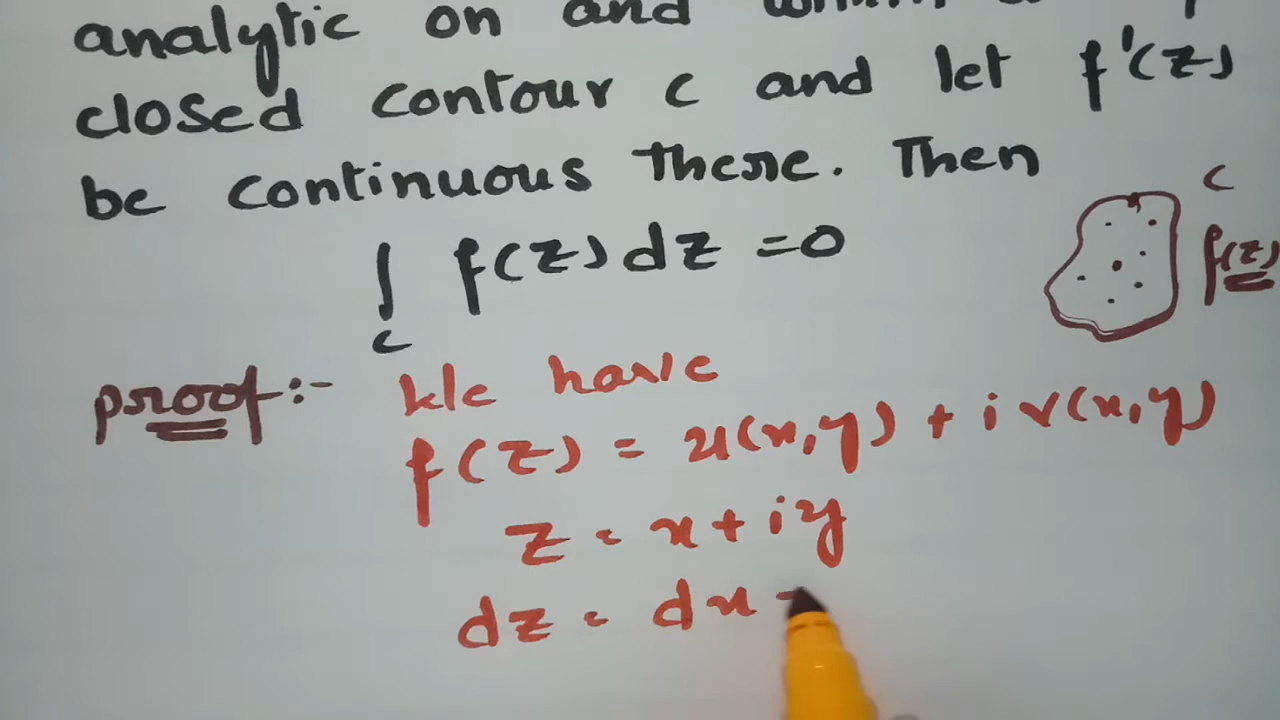 analytic on and
closed contour C and let f'(z)
be continuous there. Then
∫ f(z)dz =0
C
C
f(z)
proof:- We have
f(z) = u(x,y) + i v(x,y)
z = x + iy
dz = dx